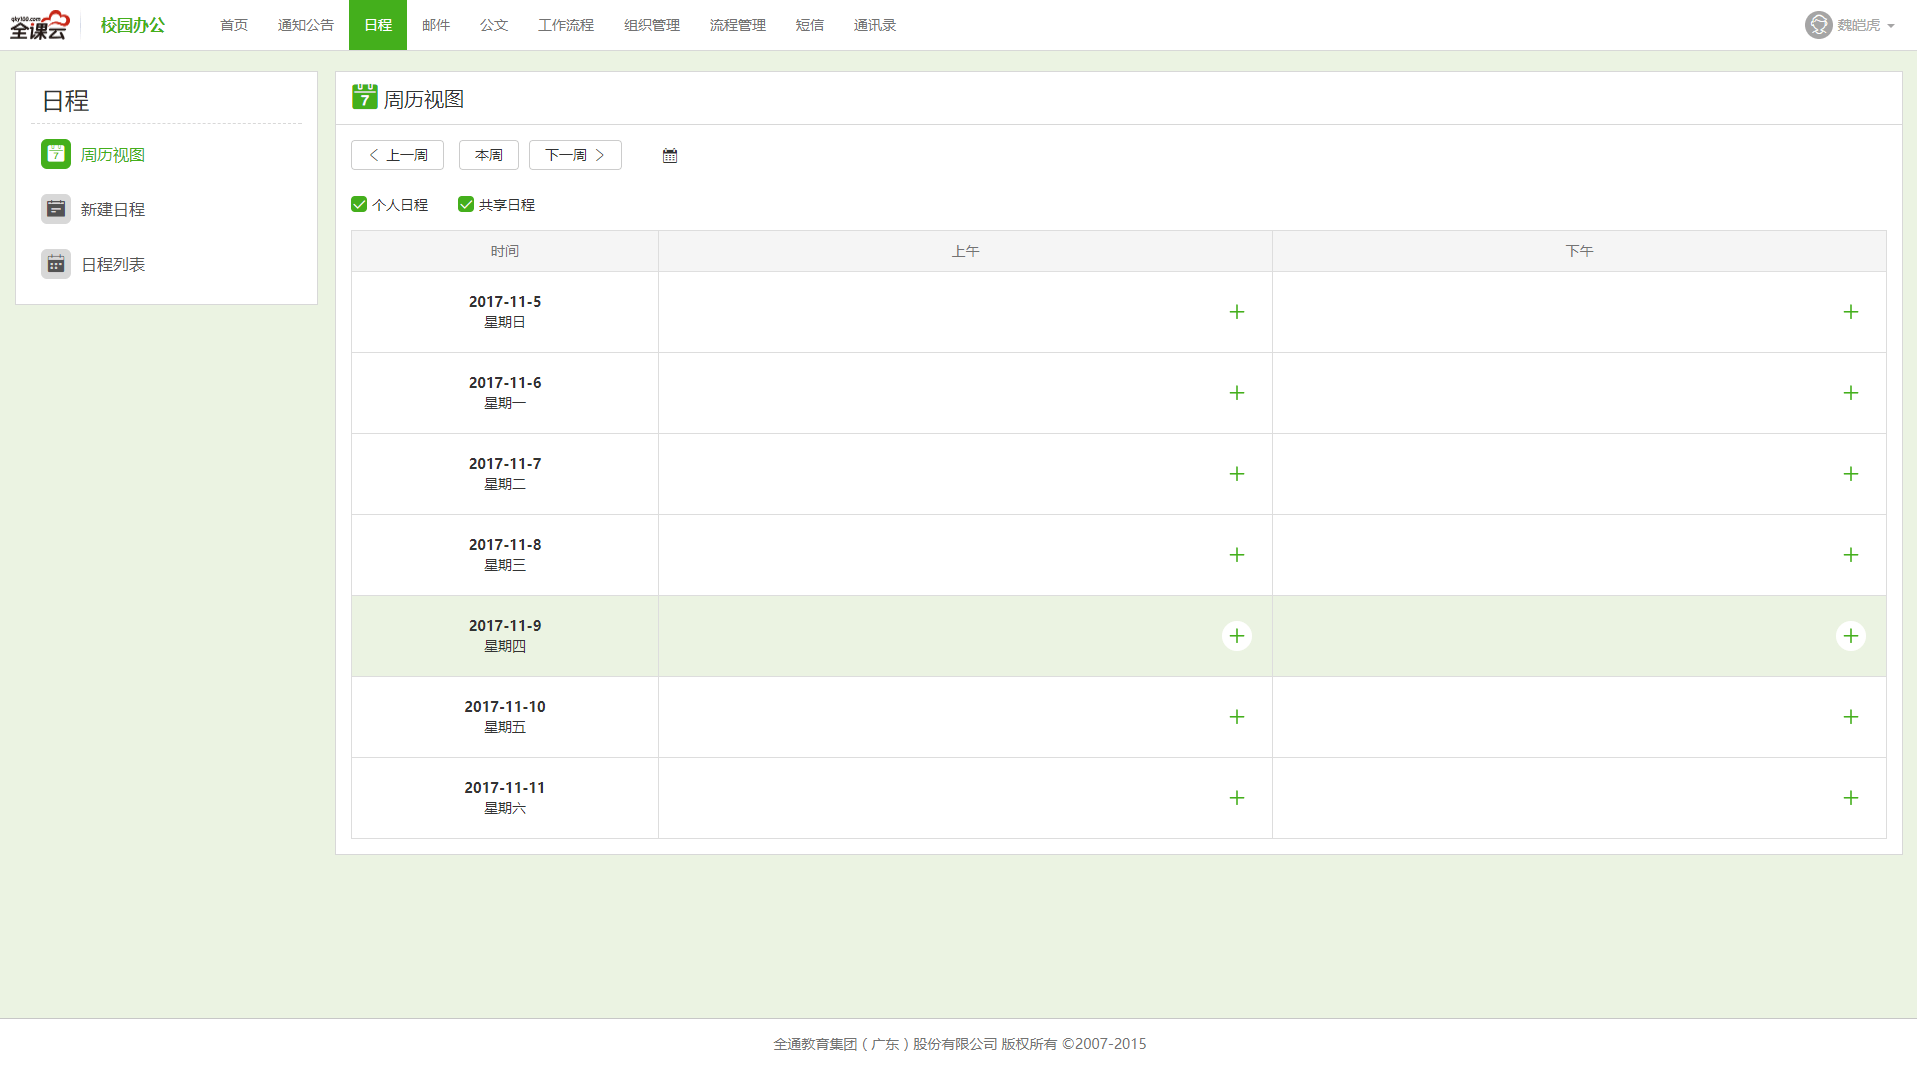 qky100.com
全课云
校园办公 首页 通知公告 日程 邮件 公文 工作流程 组织管理 流程管理 短信 通讯录 魏皑虎
日程
周历视图
新建日程
日程列表
7 周历视图
上一周 本周 下一周
个人日程 共享日程
时间 上午 下午
2017-11-5
星期日
2017-11-6
星期一
2017-11-7
星期二
2017-11-8
星期三
2017-11-9
星期四
2017-11-10
星期五
2017-11-11
星期六
全通教育集团（广东）股份有限公司 版权所有 ©2007-2015